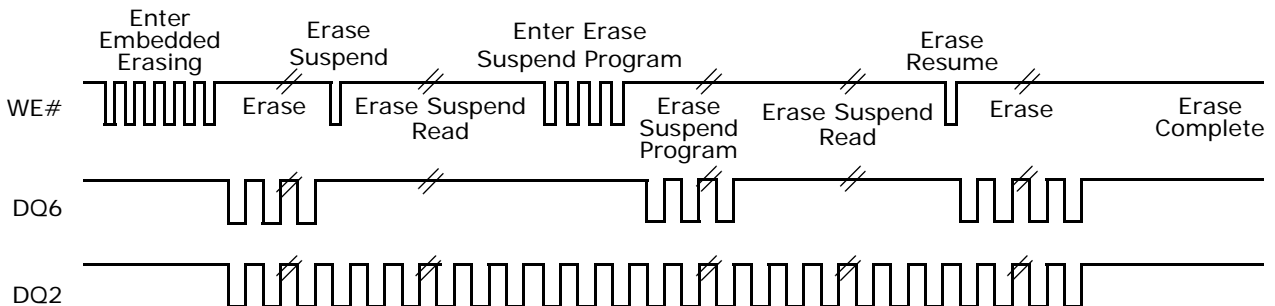 Enter
Embedded
Erasing
Erase
Suspend
Enter Erase
Suspend Program
Erase
Resume
WE#
Erase
Erase Suspend
Read
Erase
Suspend
Program
Erase Suspend
Read
Erase
Erase
Complete
DQ6
DQ2